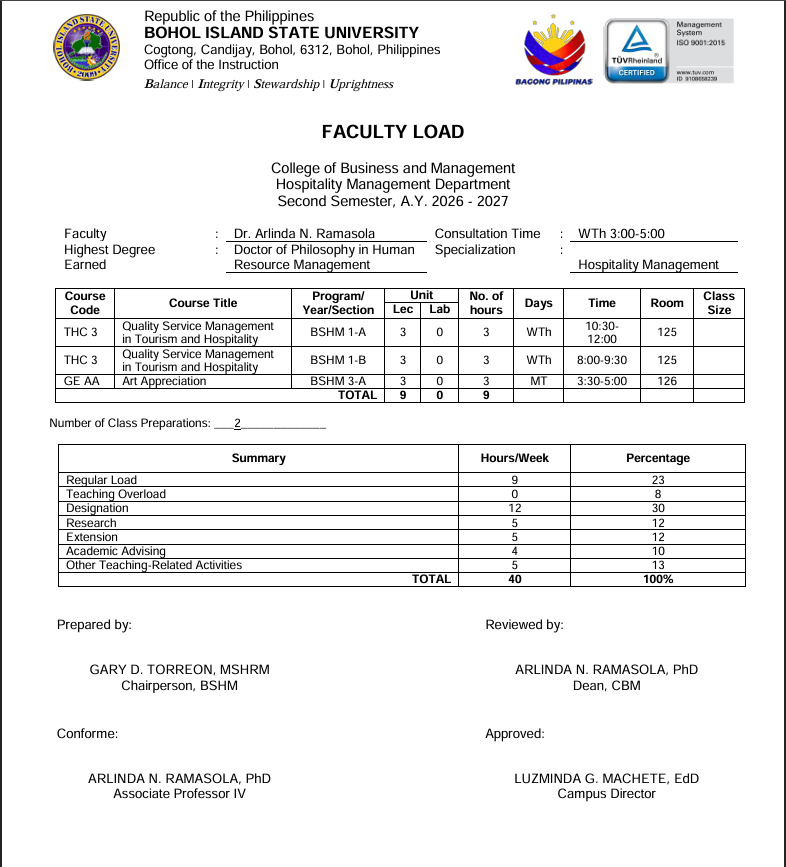 Republic of the Philippines
BOHOL ISLAND STATE UNIVERSITY
Cogtong, Candijay, Bohol, 6312, Bohol, Philippines
Office of the Instruction
Balance | Integrity | Stewardship | Uprightness
BOHOL ISLAND STATE UNIVERSITY
2009
BAGONG PILIPINAS
TÜVRheinland
CERTIFIED
Management
System
ISO 9001:2015
www.tuv.com
ID 9108658239
FACULTY LOAD
College of Business and Management
Hospitality Management Department
Second Semester, A.Y. 2026 - 2027
Faculty : Dr. Arlinda N. Ramasola Consultation Time : WTh 3:00-5:00
Highest Degree : Doctor of Philosophy in Human Specialization :
Earned Resource Management Hospitality Management
Course Code Course Title Program/ Year/Section Unit Lec Lab No. of hours Days Time Room Class Size
THC 3 Quality Service Management in Tourism and Hospitality BSHM 1-A 3 0 3 WTh 10:30-12:00 125
THC 3 Quality Service Management in Tourism and Hospitality BSHM 1-B 3 0 3 WTh 8:00-9:30 125
GE AA Art Appreciation BSHM 3-A 3 0 3 MT 3:30-5:00 126
TOTAL 9 0 9
Number of Class Preparations: ___2_____________
Summary Hours/Week Percentage
Regular Load 9 23
Teaching Overload 0 8
Designation 12 30
Research 5 12
Extension 5 12
Academic Advising 4 10
Other Teaching-Related Activities 5 13
TOTAL 40 100%
Prepared by: Reviewed by:
GARY D. TORREON, MSHRM ARLINDA N. RAMASOLA, PhD
Chairperson, BSHM Dean, CBM
Conforme: Approved:
ARLINDA N. RAMASOLA, PhD LUZMINDA G. MACHETE, EdD
Associate Professor IV Campus Director